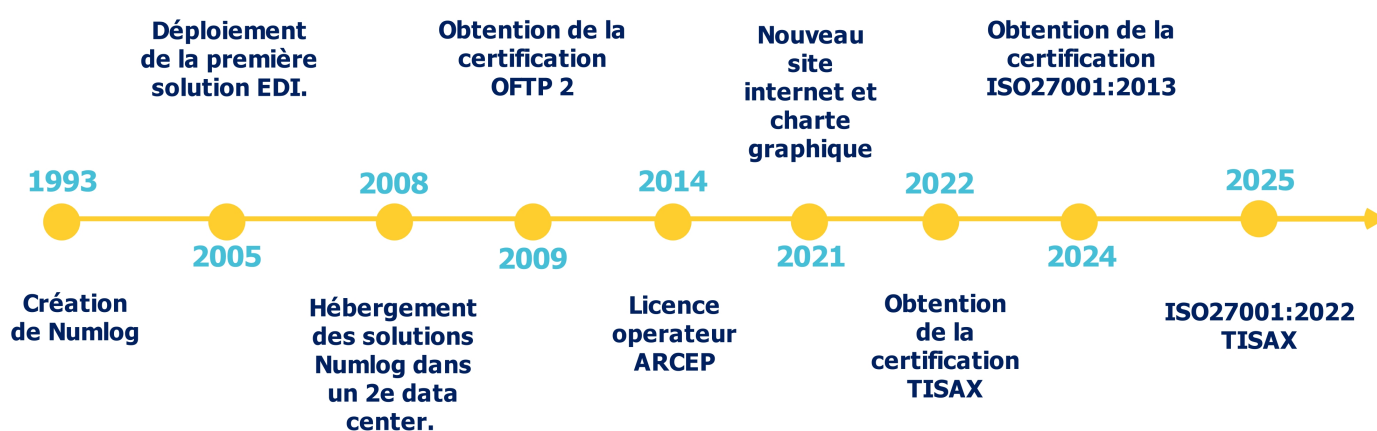 1993
Création
de Numlog
Déploiement
de la première
solution EDI.
2005
2008
Hébergement
des solutions
Numlog dans
un 2e data
center.
Obtention de la
certification
OFTP 2
2009
2014
Licence
operateur
ARCEP
Nouveau
site
internet et
charte
graphique
2021
2022
Obtention
de la
certification
TISAX
Obtention de la
certification
ISO27001:2013
2024
2025
ISO27001:2022
TISAX